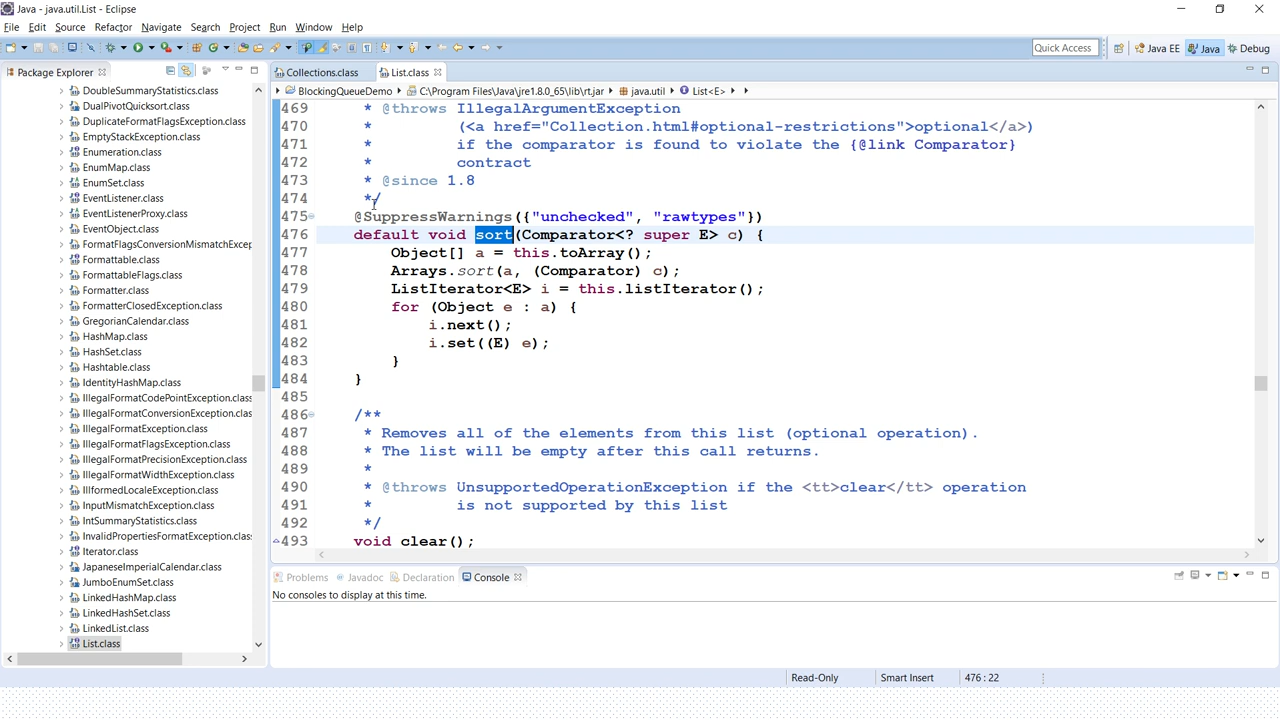 Java - java.util.List - Eclipse
File Edit Source Refactor Navigate Search Project Run Window Help
Quick Access
Java EE
Java
Debug
Package Explorer
Collections.class
List.class
BlockingQueueDemo
C:\Program Files\Java\jre1.8.0_65\lib\rt.jar
java.util
List<E>
DoubleSummaryStatistics.class
DualPivotQuicksort.class
DuplicateFormatFlagsException.class
EmptyStackException.class
Enumeration.class
EnumMap.class
EnumSet.class
EventListener.class
EventListenerProxy.class
EventObject.class
FormatFlagsConversionMismatchExcep
Formattable.class
FormattableFlags.class
Formatter.class
FormatterClosedException.class
GregorianCalendar.class
HashMap.class
HashSet.class
Hashtable.class
IdentityHashMap.class
IllegalFormatCodePointException.class
IllegalFormatConversionException.class
IllegalFormatException.class
IllegalFormatFlagsException.class
IllegalFormatPrecisionException.class
IllegalFormatWidthException.class
IllformedLocaleException.class
InputMismatchException.class
IntSummaryStatistics.class
InvalidPropertiesFormatException.class
Iterator.class
JapaneseImperialCalendar.class
JumboEnumSet.class
LinkedHashMap.class
LinkedHashSet.class
LinkedList.class
List.class
469 * @throws IllegalArgumentException
470 * (<a href="Collection.html#optional-restrictions">optional</a>)
471 * if the comparator is found to violate the {@link Comparator}
472 * contract
473 * @since 1.8
474 */
475 @SuppressWarnings({"unchecked", "rawtypes"})
476 default void sort(Comparator<? super E> c) {
477 Object[] a = this.toArray();
478 Arrays.sort(a, (Comparator) c);
479 ListIterator<E> i = this.listIterator();
480 for (Object e : a) {
481 i.next();
482 i.set((E) e);
483 }
484 }
485
486 /**
487 * Removes all of the elements from this list (optional operation).
488 * The list will be empty after this call returns.
489 *
490 * @throws UnsupportedOperationException if the <tt>clear</tt> operation
491 * is not supported by this list
492 */
493 void clear();
Problems
Javadoc
Declaration
Console
No consoles to display at this time.
Read-Only
Smart Insert
476 : 22